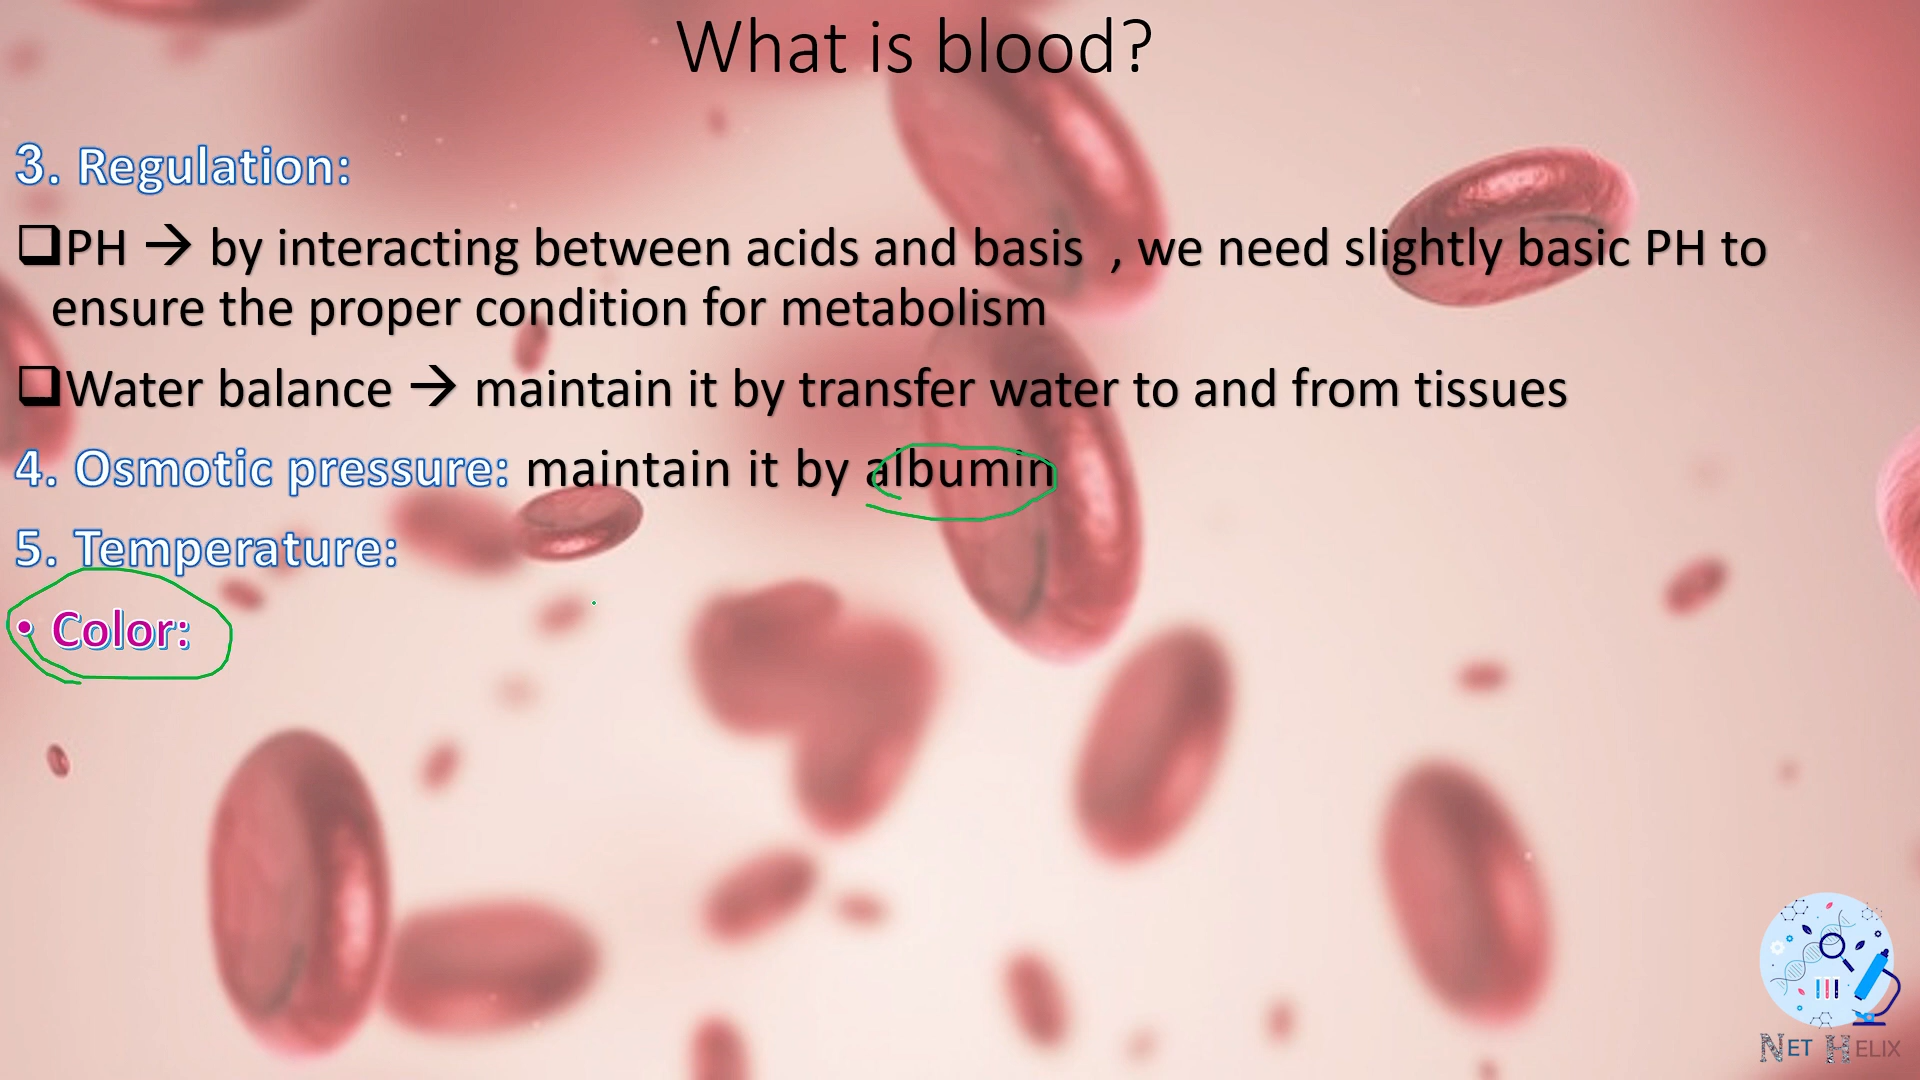 What is blood?
3. Regulation:
❑PH → by interacting between acids and basis , we need slightly basic PH to
ensure the proper condition for metabolism
❑Water balance → maintain it by transfer water to and from tissues
4. Osmotic pressure: maintain it by albumin
5. Temperature:
• Color:
NET HELIX